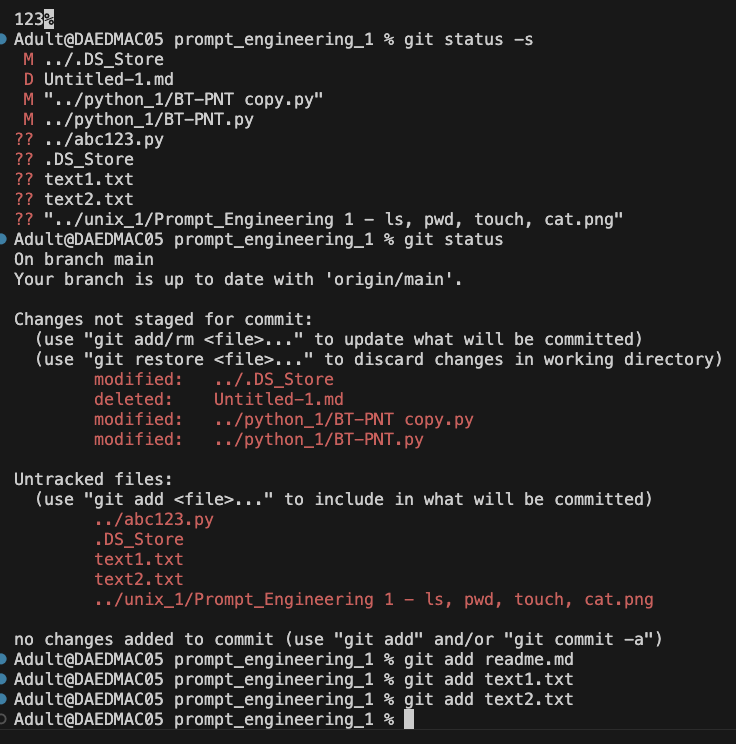 123%
Adult@DAEDMAC05 prompt_engineering_1 % git status -s
 M ../.DS_Store
 D Untitled-1.md
 M "../python_1/BT-PNT copy.py"
 M ../python_1/BT-PNT.py
?? ../abc123.py
?? .DS_Store
?? text1.txt
?? text2.txt
?? "../unix_1/Prompt_Engineering 1 - ls, pwd, touch, cat.png"
Adult@DAEDMAC05 prompt_engineering_1 % git status
On branch main
Your branch is up to date with 'origin/main'.

Changes not staged for commit:
  (use "git add/rm <file>..." to update what will be committed)
  (use "git restore <file>..." to discard changes in working directory)
        modified:   ../.DS_Store
        deleted:    Untitled-1.md
        modified:   ../python_1/BT-PNT copy.py
        modified:   ../python_1/BT-PNT.py

Untracked files:
  (use "git add <file>..." to include in what will be committed)
        ../abc123.py
        .DS_Store
        text1.txt
        text2.txt
        ../unix_1/Prompt_Engineering 1 - ls, pwd, touch, cat.png

no changes added to commit (use "git add" and/or "git commit -a")
Adult@DAEDMAC05 prompt_engineering_1 % git add readme.md
Adult@DAEDMAC05 prompt_engineering_1 % git add text1.txt
Adult@DAEDMAC05 prompt_engineering_1 % git add text2.txt
Adult@DAEDMAC05 prompt_engineering_1 %